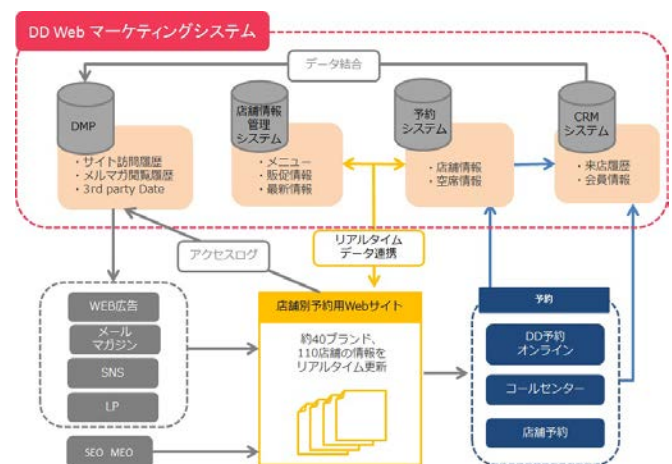 DD Web マーケティングシステム
データ結合
DMP
・サイト訪問履歴
・メルマガ閲覧履歴
・3rd party Date
店舗情報
管理
システム
・メニュー
・販促情報
・最新情報
予約
システム
・店舗情報
・空席情報
CRM
システム
・来店履歴
・会員情報
アクセスログ
リアルタイム
データ連携
WEB広告
メール
マガジン
SNS
LP
SEO MEO
店舗別予約用Webサイト
約40ブランド、
110店舗の情報を
リアルタイム更新
予約
DD予約
オンライン
コールセンター
店舗予約